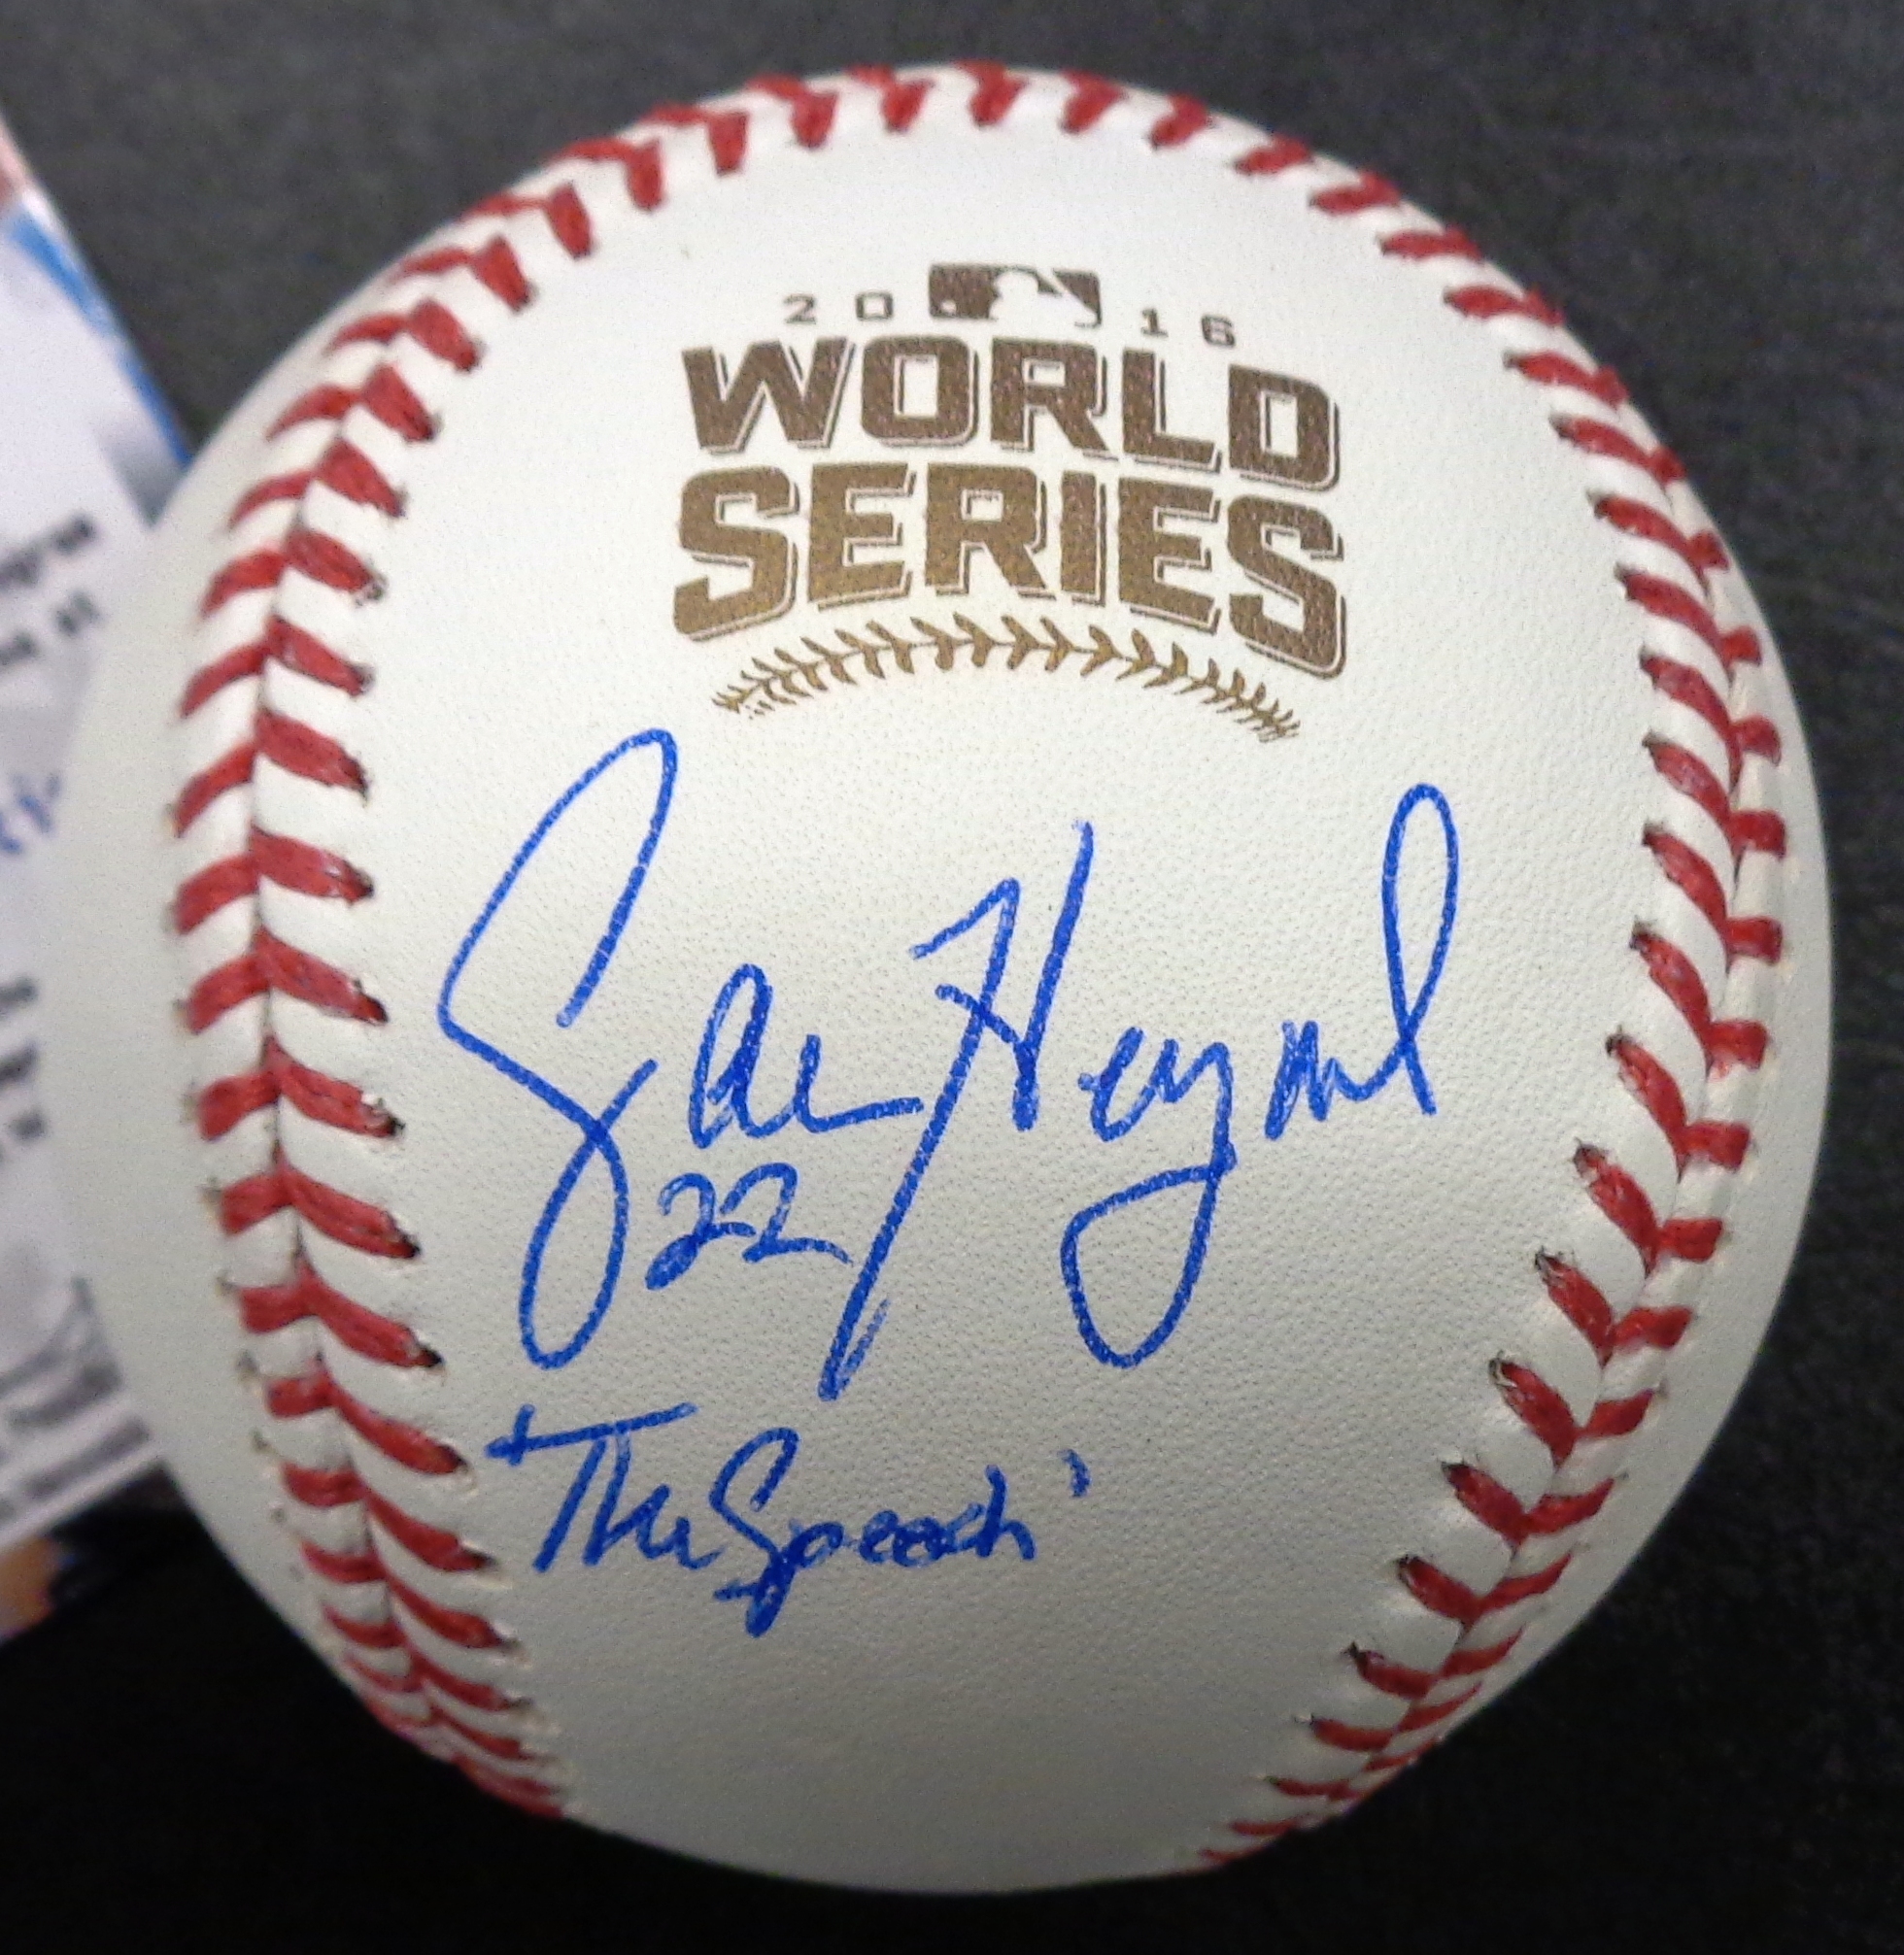 2016
WORLD
SERIES
Jason Heyward
22
"The Speech"